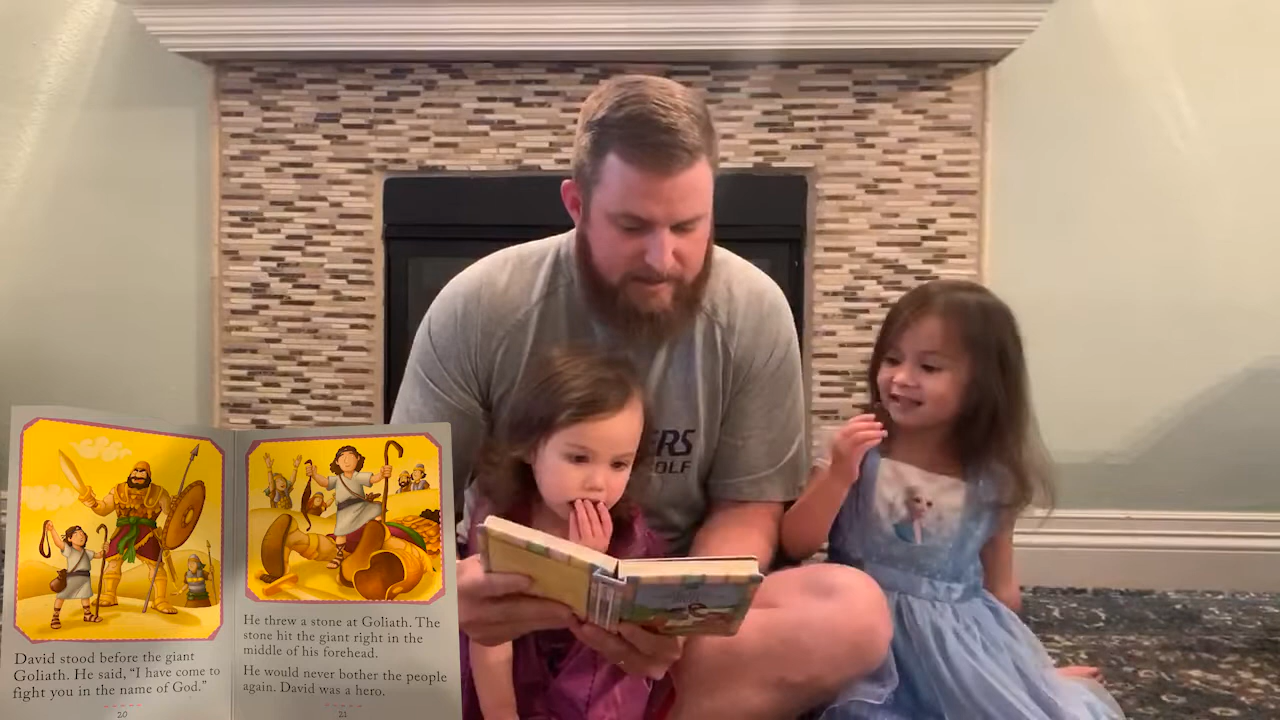 David stood before the giant
Goliath. He said, "I have come to
fight you in the name of God."
20
He threw a stone at Goliath. The
stone hit the giant right in the
middle of his forehead.
He would never bother the people
again. David was a hero.
21
ERS
OLF